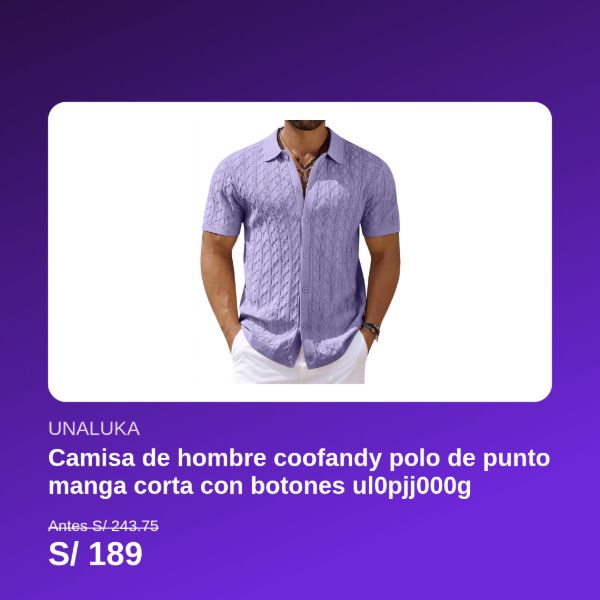 UNALUKA
Camisa de hombre coofandy polo de punto
manga corta con botones ul0pjj000g
Antes S/ 243.75
S/ 189